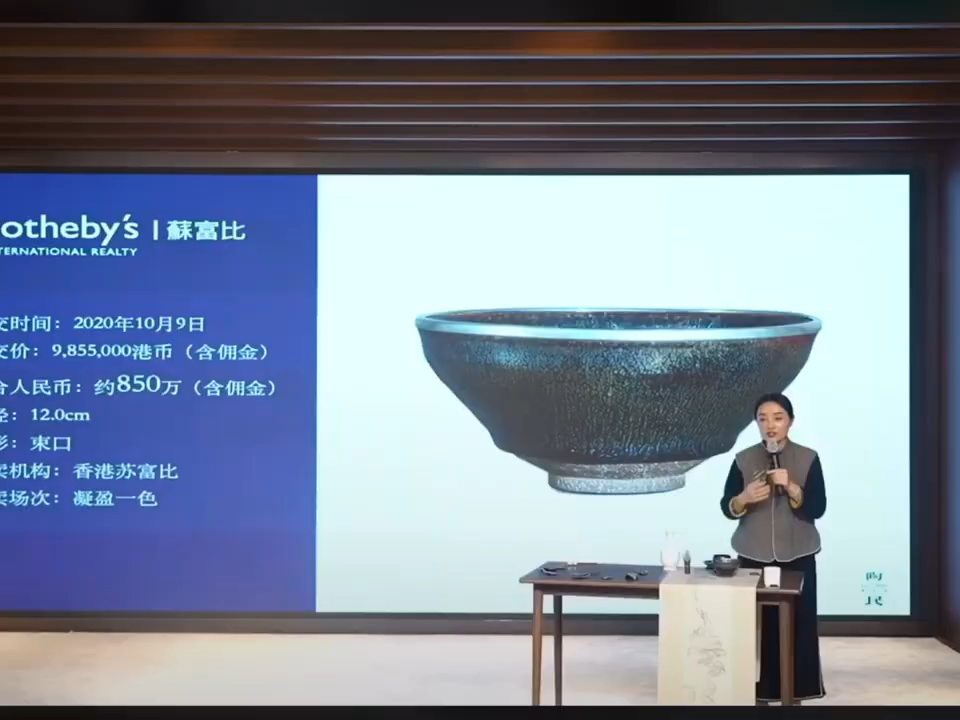 otheby's | 蘇富比
TERNATIONAL REALTY
交时间：2020年10月9日
交价：9,855,000港币（含佣金）
合人民币：约850万（含佣金）
径：12.0cm
形：束口
卖机构：香港苏富比
卖场次：凝盈一色